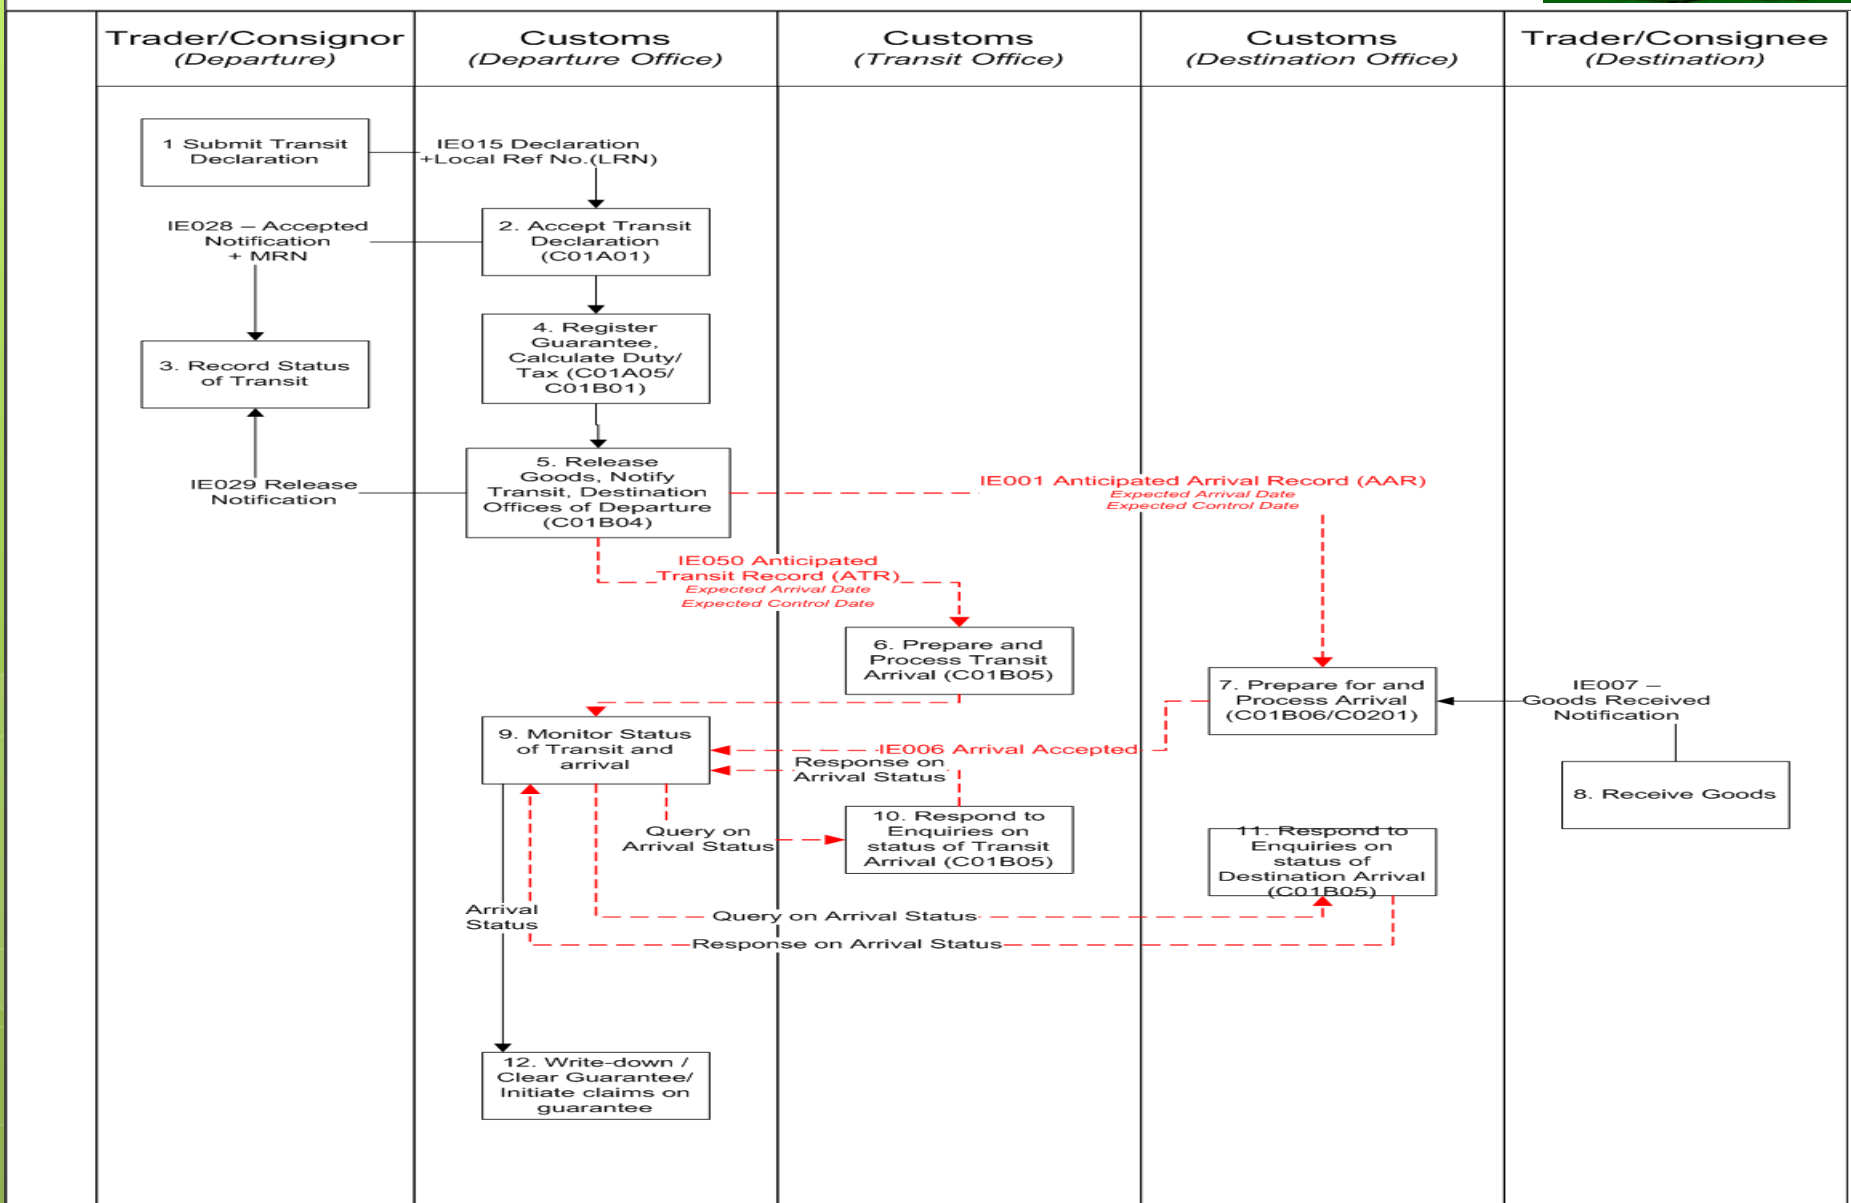 Trader/Consignor
(Departure)
Customs
(Departure Office)
Customs
(Transit Office)
Customs
(Destination Office)
Trader/Consignee
(Destination)
1 Submit Transit
Declaration
IE015 Declaration
+Local Ref No.(LRN)
IE028 – Accepted
Notification
+ MRN
2. Accept Transit
Declaration
(C01A01)
3. Record Status
of Transit
4. Register
Guarantee,
Calculate Duty/
Tax (C01A05/
C01B01)
IE029 Release
Notification
5. Release
Goods, Notify
Transit, Destination
Offices of Departure
(C01B04)
IE001 Anticipated Arrival Record (AAR)
Expected Arrival Date
Expected Control Date
IE050 Anticipated
Transit Record (ATR)
Expected Arrival Date
Expected Control Date
6. Prepare and
Process Transit
Arrival (C01B05)
7. Prepare for and
Process Arrival
(C01B06/C0201)
IE007 –
Goods Received
Notification
9. Monitor Status
of Transit and
arrival
IE006 Arrival Accepted
Response on
Arrival Status
8. Receive Goods
Query on
Arrival Status
10. Respond to
Enquiries on
status of Transit
Arrival (C01B05)
11. Respond to
Enquiries on
status of
Destination Arrival
(C01B05)
Arrival
Status
Query on Arrival Status
Response on Arrival Status
12. Write-down /
Clear Guarantee/
Initiate claims on
guarantee